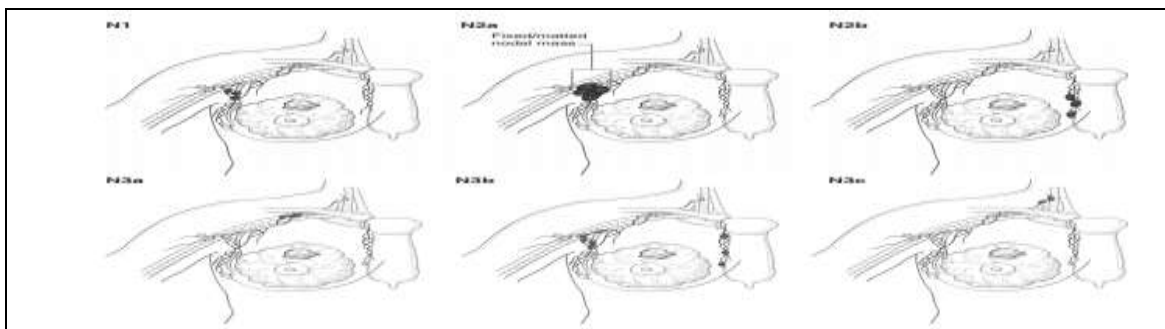 N1
N2a
Fixed/matted
nodal mass
N2b
N3a
N3b
N3c